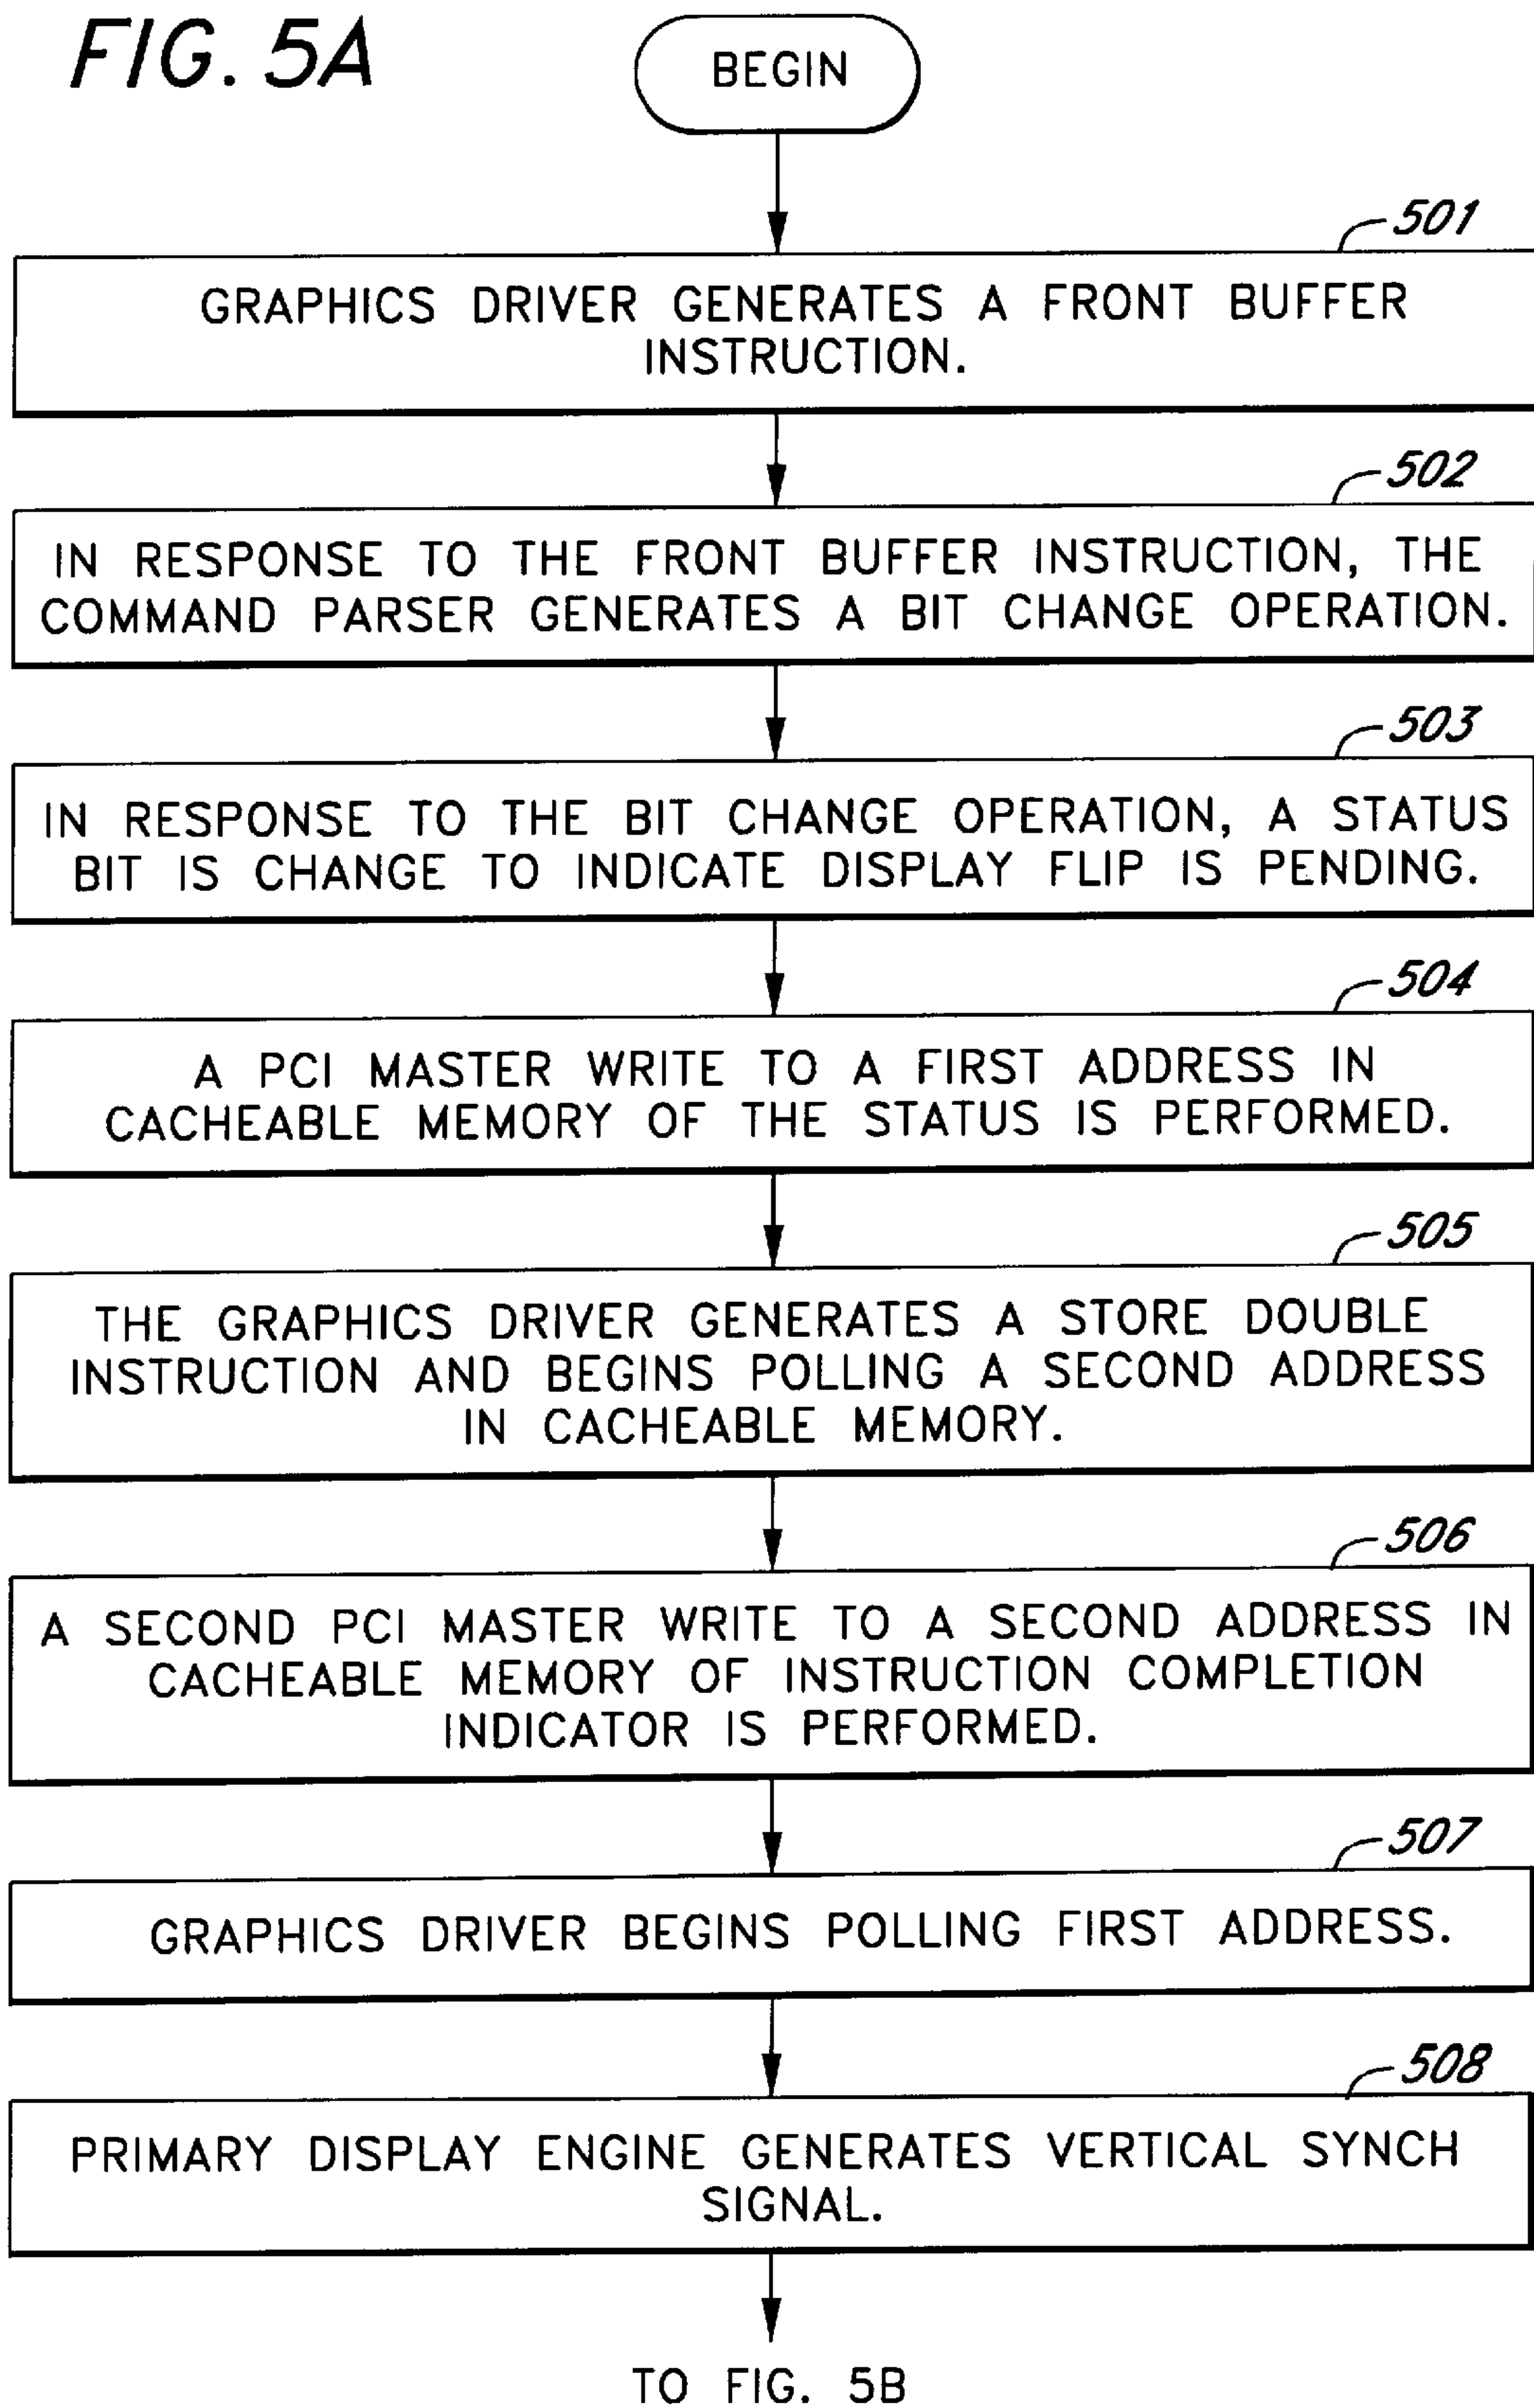 FIG. 5A
BEGIN
501
GRAPHICS DRIVER GENERATES A FRONT BUFFER
INSTRUCTION.
502
IN RESPONSE TO THE FRONT BUFFER INSTRUCTION, THE
COMMAND PARSER GENERATES A BIT CHANGE OPERATION.
503
IN RESPONSE TO THE BIT CHANGE OPERATION, A STATUS
BIT IS CHANGE TO INDICATE DISPLAY FLIP IS PENDING.
504
A PCI MASTER WRITE TO A FIRST ADDRESS IN
CACHEABLE MEMORY OF THE STATUS IS PERFORMED.
505
THE GRAPHICS DRIVER GENERATES A STORE DOUBLE
INSTRUCTION AND BEGINS POLLING A SECOND ADDRESS
IN CACHEABLE MEMORY.
506
A SECOND PCI MASTER WRITE TO A SECOND ADDRESS IN
CACHEABLE MEMORY OF INSTRUCTION COMPLETION
INDICATOR IS PERFORMED.
507
GRAPHICS DRIVER BEGINS POLLING FIRST ADDRESS.
508
PRIMARY DISPLAY ENGINE GENERATES VERTICAL SYNCH
SIGNAL.
TO FIG. 5B